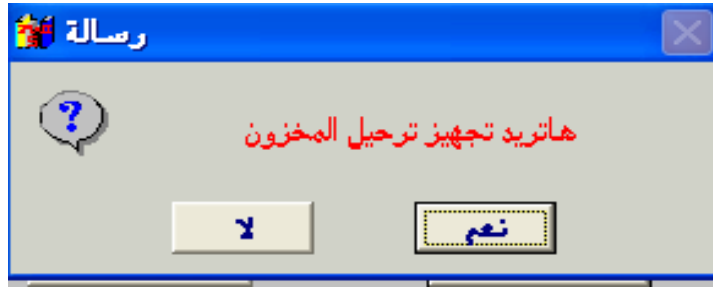 رسالة
هاتريد تجهيز ترحيل المخزون
نعم
لا